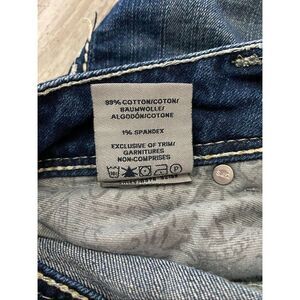 99% COTTON/COTON/
BAUMWOLLE/
ALGODÓN/COTONE
1% SPANDEX
EXCLUSIVE OF TRIM/
GARNITURES
NON-COMPRISES